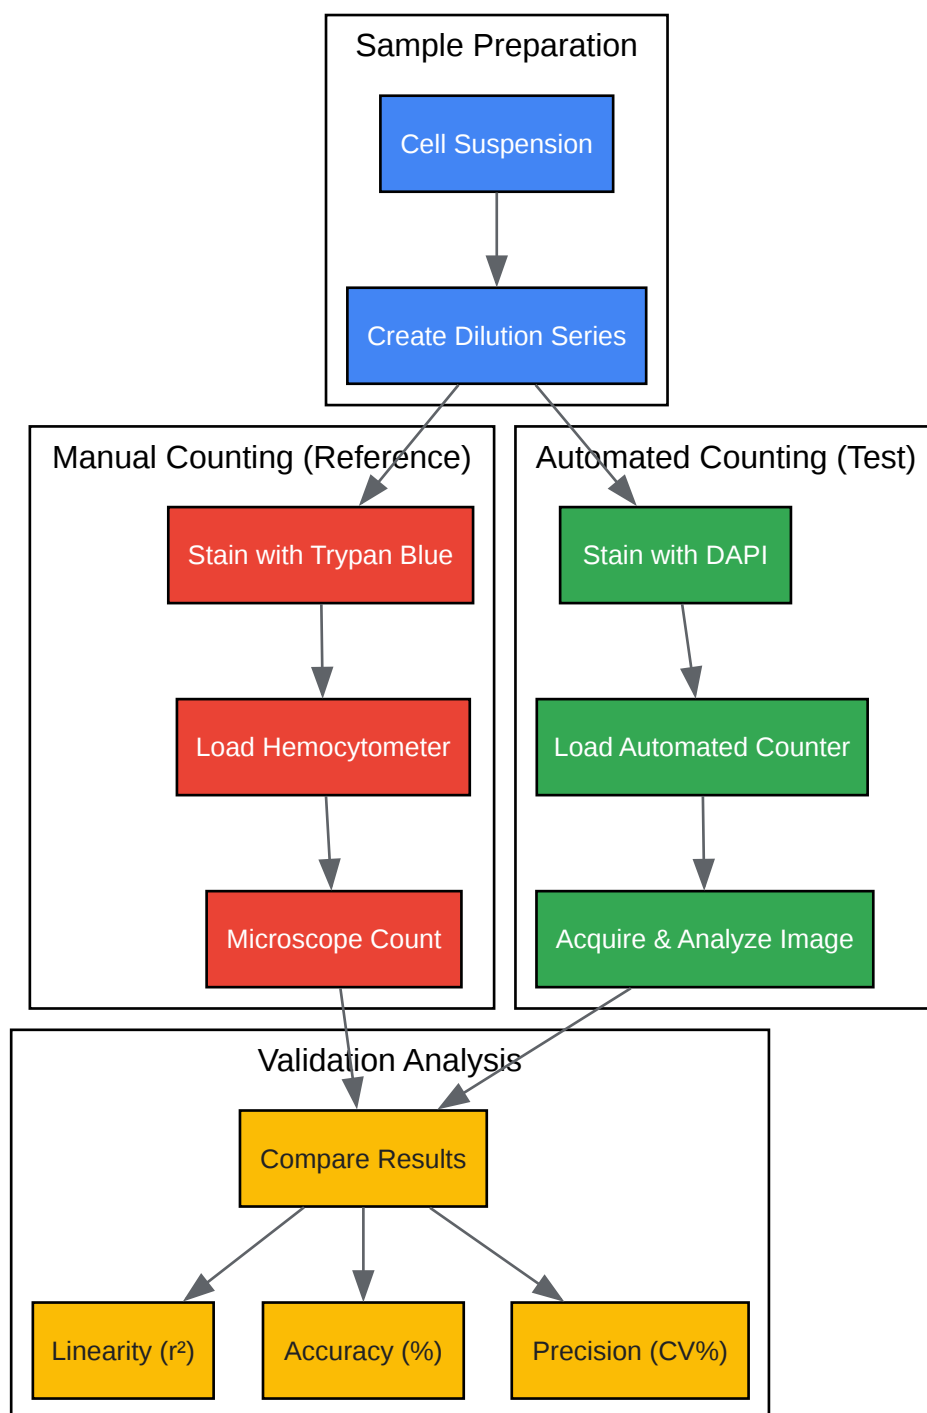 Sample Preparation
Cell Suspension
Create Dilution Series
Manual Counting (Reference)
Stain with Trypan Blue
Load Hemocytometer
Microscope Count
Automated Counting (Test)
Stain with DAPI
Load Automated Counter
Acquire & Analyze Image
Validation Analysis
Compare Results
Linearity (r²)
Accuracy (%)
Precision (CV%)